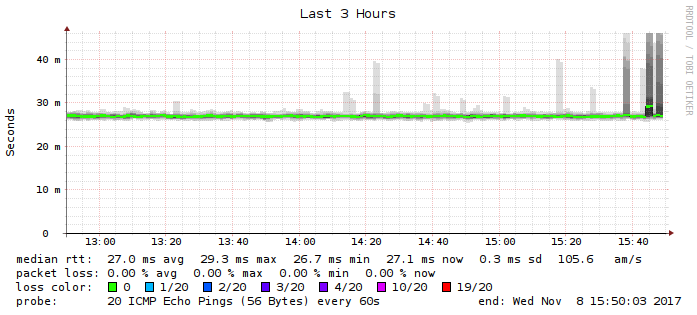 Last 3 Hours
RRDTOOL / TOBI OETIKER
Seconds
40 m
30 m
20 m
10 m
0
13:00 13:20 13:40 14:00 14:20 14:40 15:00 15:20 15:40
median rtt: 27.0 ms avg 29.3 ms max 26.7 ms min 27.1 ms now 0.3 ms sd 105.6 am/s
packet loss: 0.00 % avg 0.00 % max 0.00 % min 0.00 % now
loss color: 0 1/20 2/20 3/20 4/20 10/20 19/20
probe: 20 ICMP Echo Pings (56 Bytes) every 60s end: Wed Nov 8 15:50:03 2017